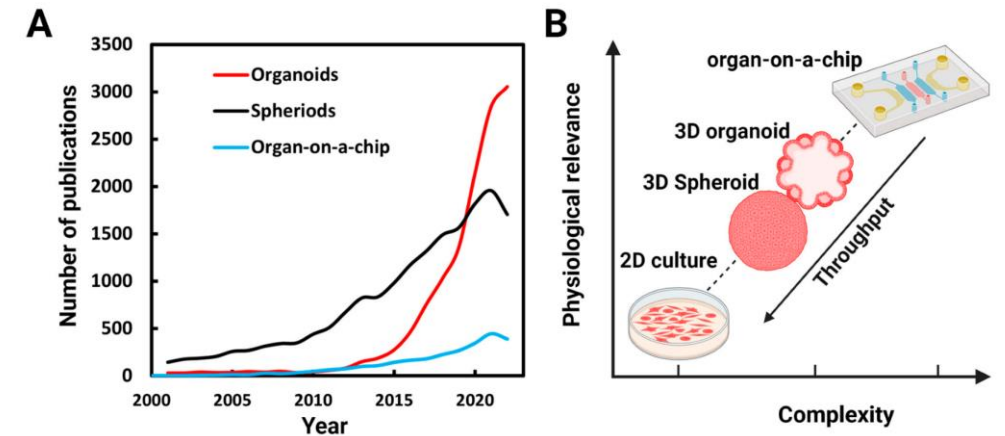 A
Number of publications
3500
3000
2500
2000
1500
1000
500
0
Organoids
Spheriods
Organ-on-a-chip
2000
2005
2010
2015
2020
Year
B
Physiological relevance
organ-on-a-chip
3D organoid
3D Spheroid
2D culture
Throughput
Complexity